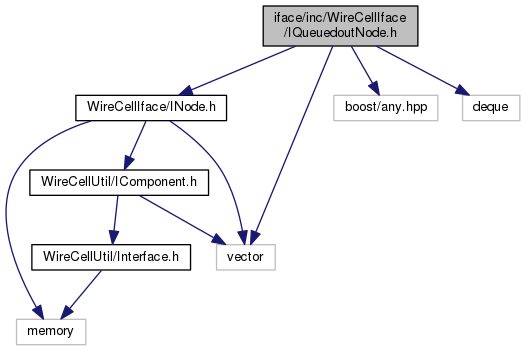 iface/inc/WireCellIface
/IQueuedoutNode.h
WireCellIface/INode.h
boost/any.hpp
deque
WireCellUtil/IComponent.h
WireCellUtil/Interface.h
vector
memory